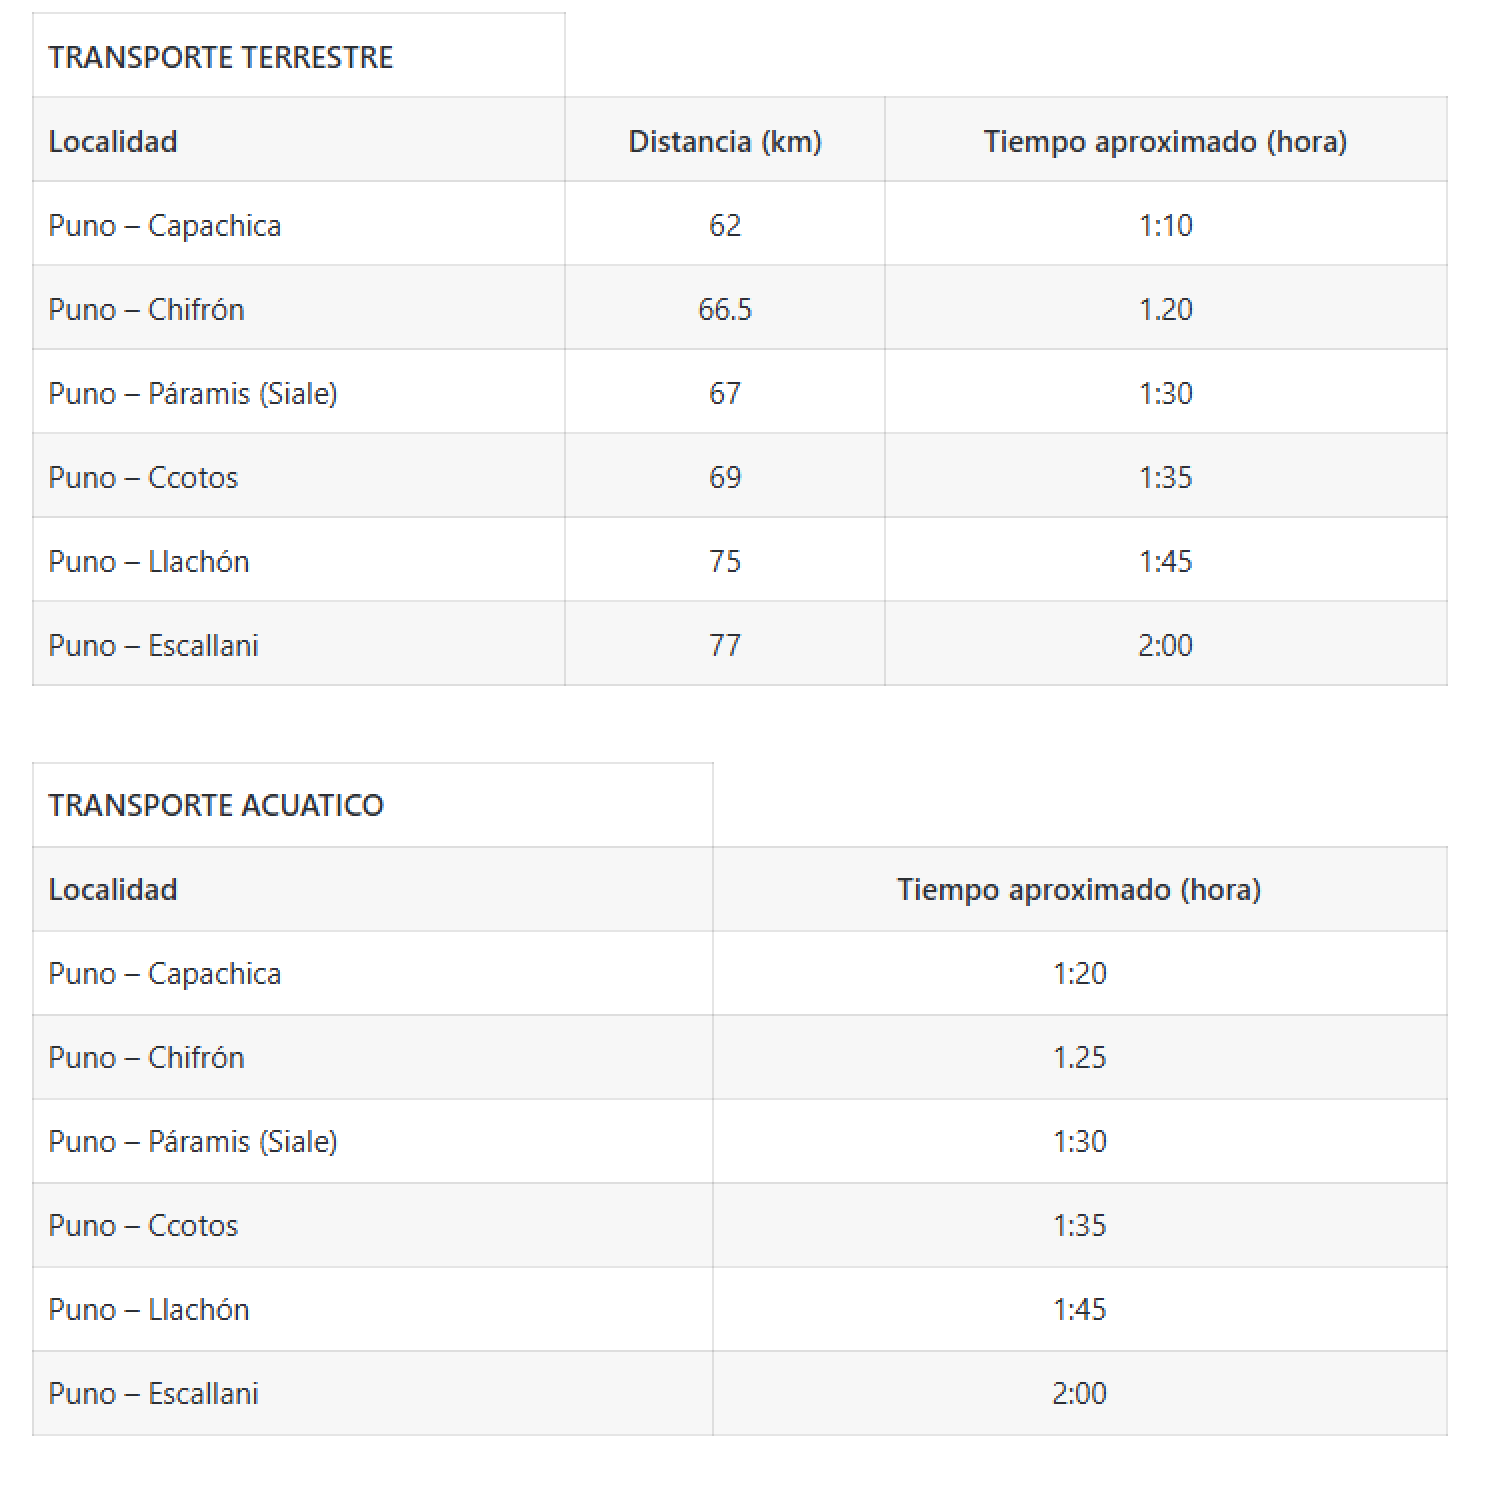 TRANSPORTE TERRESTRE
Localidad Distancia (km) Tiempo aproximado (hora)
Puno – Capachica 62 1:10
Puno – Chifrón 66.5 1.20
Puno – Páramis (Siale) 67 1:30
Puno – Ccotos 69 1:35
Puno – Llachón 75 1:45
Puno – Escallani 77 2:00
TRANSPORTE ACUATICO
Localidad Tiempo aproximado (hora)
Puno – Capachica 1:20
Puno – Chifrón 1.25
Puno – Páramis (Siale) 1:30
Puno – Ccotos 1:35
Puno – Llachón 1:45
Puno – Escallani 2:00